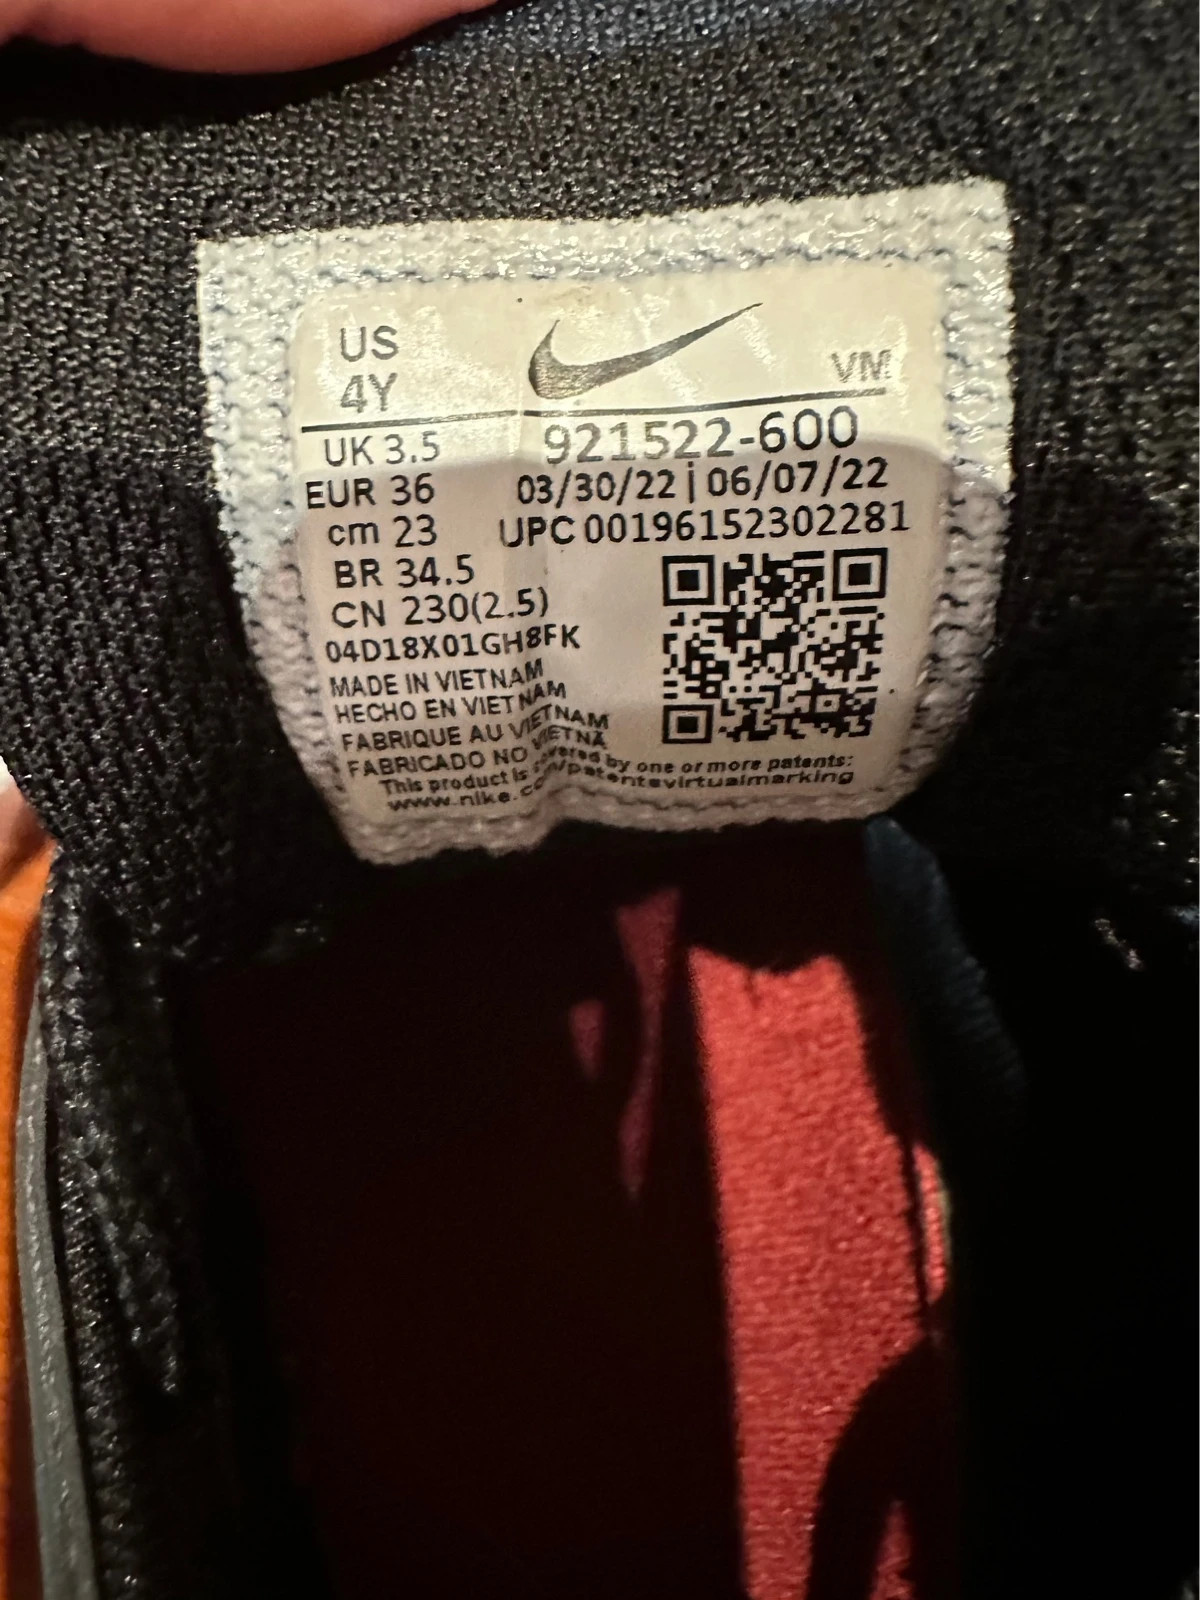 US
4Y
VM
UK 3.5
921522-600
EUR 36
03/30/22 | 06/07/22
cm 23
UPC 00196152302281
BR 34.5
CN 230(2.5)
04D18X01GH8FK
MADE IN VIETNAM
HECHO EN VIETNAM
FABRIQUE AU VIETNAM
FABRICADO NO VIETNÃ
This product is covered by one or more patents:
www.nike.com/patentsvirtualmarking